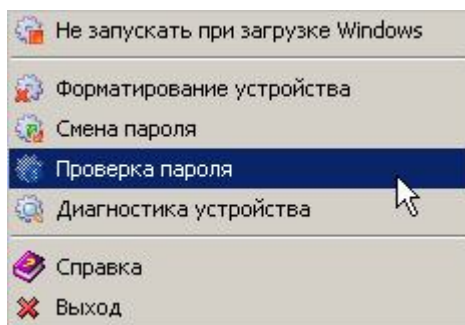 Не запускать при загрузке Windows
Форматирование устройства
Смена пароля
Проверка пароля
Диагностика устройства
Справка
Выход